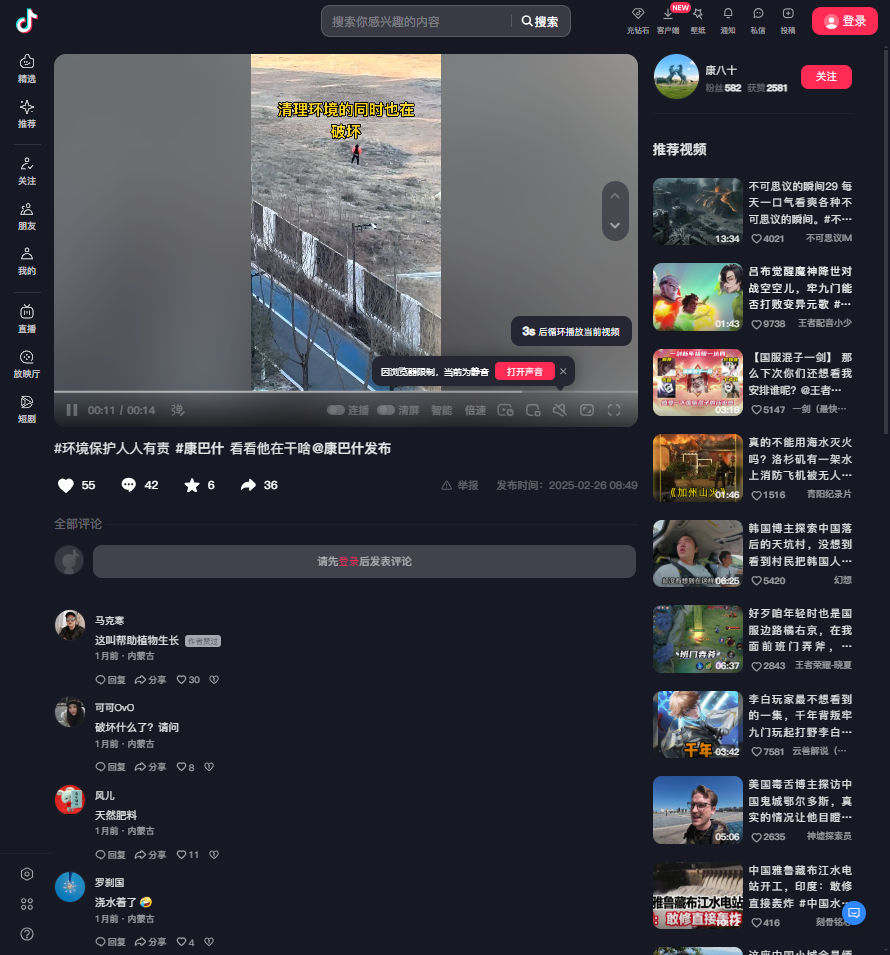 搜索你感兴趣的内容
搜索
充钻石
客户端
NEW
壁纸
通知
私信
投稿
登录
精选
推荐
关注
朋友
我的
直播
放映厅
短剧
清理环境的同时也在
破坏
3s 后循环播放当前视频
因浏览器限制，当前为静音
打开声音
00:11 / 00:14
连播
清屏
智能
倍速
#环境保护人人有责 #康巴什 看看他在干啥@康巴什发布
55
42
6
36
举报
发布时间：2025-02-26 08:49
全部评论
请先登录后发表评论
马克寒
这叫帮助植物生长 作者赞过
1月前 · 内蒙古
回复
分享
30
可可OvO
破坏什么了？请问
1月前 · 内蒙古
回复
分享
8
风儿
天然肥料
1月前 · 内蒙古
回复
分享
11
罗刹国
浇水着了🤣
1月前 · 内蒙古
回复
分享
4
康八十
粉丝582 获赞2581
关注
推荐视频
13:34
不可思议的瞬间29 每
天一口气看爽各种不
可思议的瞬间。#不…
4021
不可思议IM
01:43
吕布觉醒魔神降世对
战空空儿，牢九门能
否打败变异元歌 #…
9738
王者配音小少
03:18
【国服混子一剑】 那
么下次你们还想看我
安排谁呢？@王者…
5147
一剑（最快…
《加州山火》
01:46
真的不能用海水灭火
吗？洛杉矶有一架水
上消防飞机被无人…
1516
青阳纪录片
06:25
韩国博主探索中国落
后的天坑村，没想到
看到村民把韩国人…
5420
幻想
班门弄斧
06:37
好歹咱年轻时也是国
服边路橘右京，在我
面前班门弄斧，…
2843
王者荣耀-晓夏
千年
03:42
李白玩家最不想看到
的一集，千年背叛牢
九门玩起打野李白…
7581
云兽解说（…
05:06
美国毒舌博主探访中
国鬼城鄂尔多斯，真
实的情况让他目瞪…
2635
神墟探索员
雅鲁藏布江水电站
敢修直接轰炸
中国雅鲁藏布江水电
站开工，印度：敢修
直接轰炸 #中国水…
416